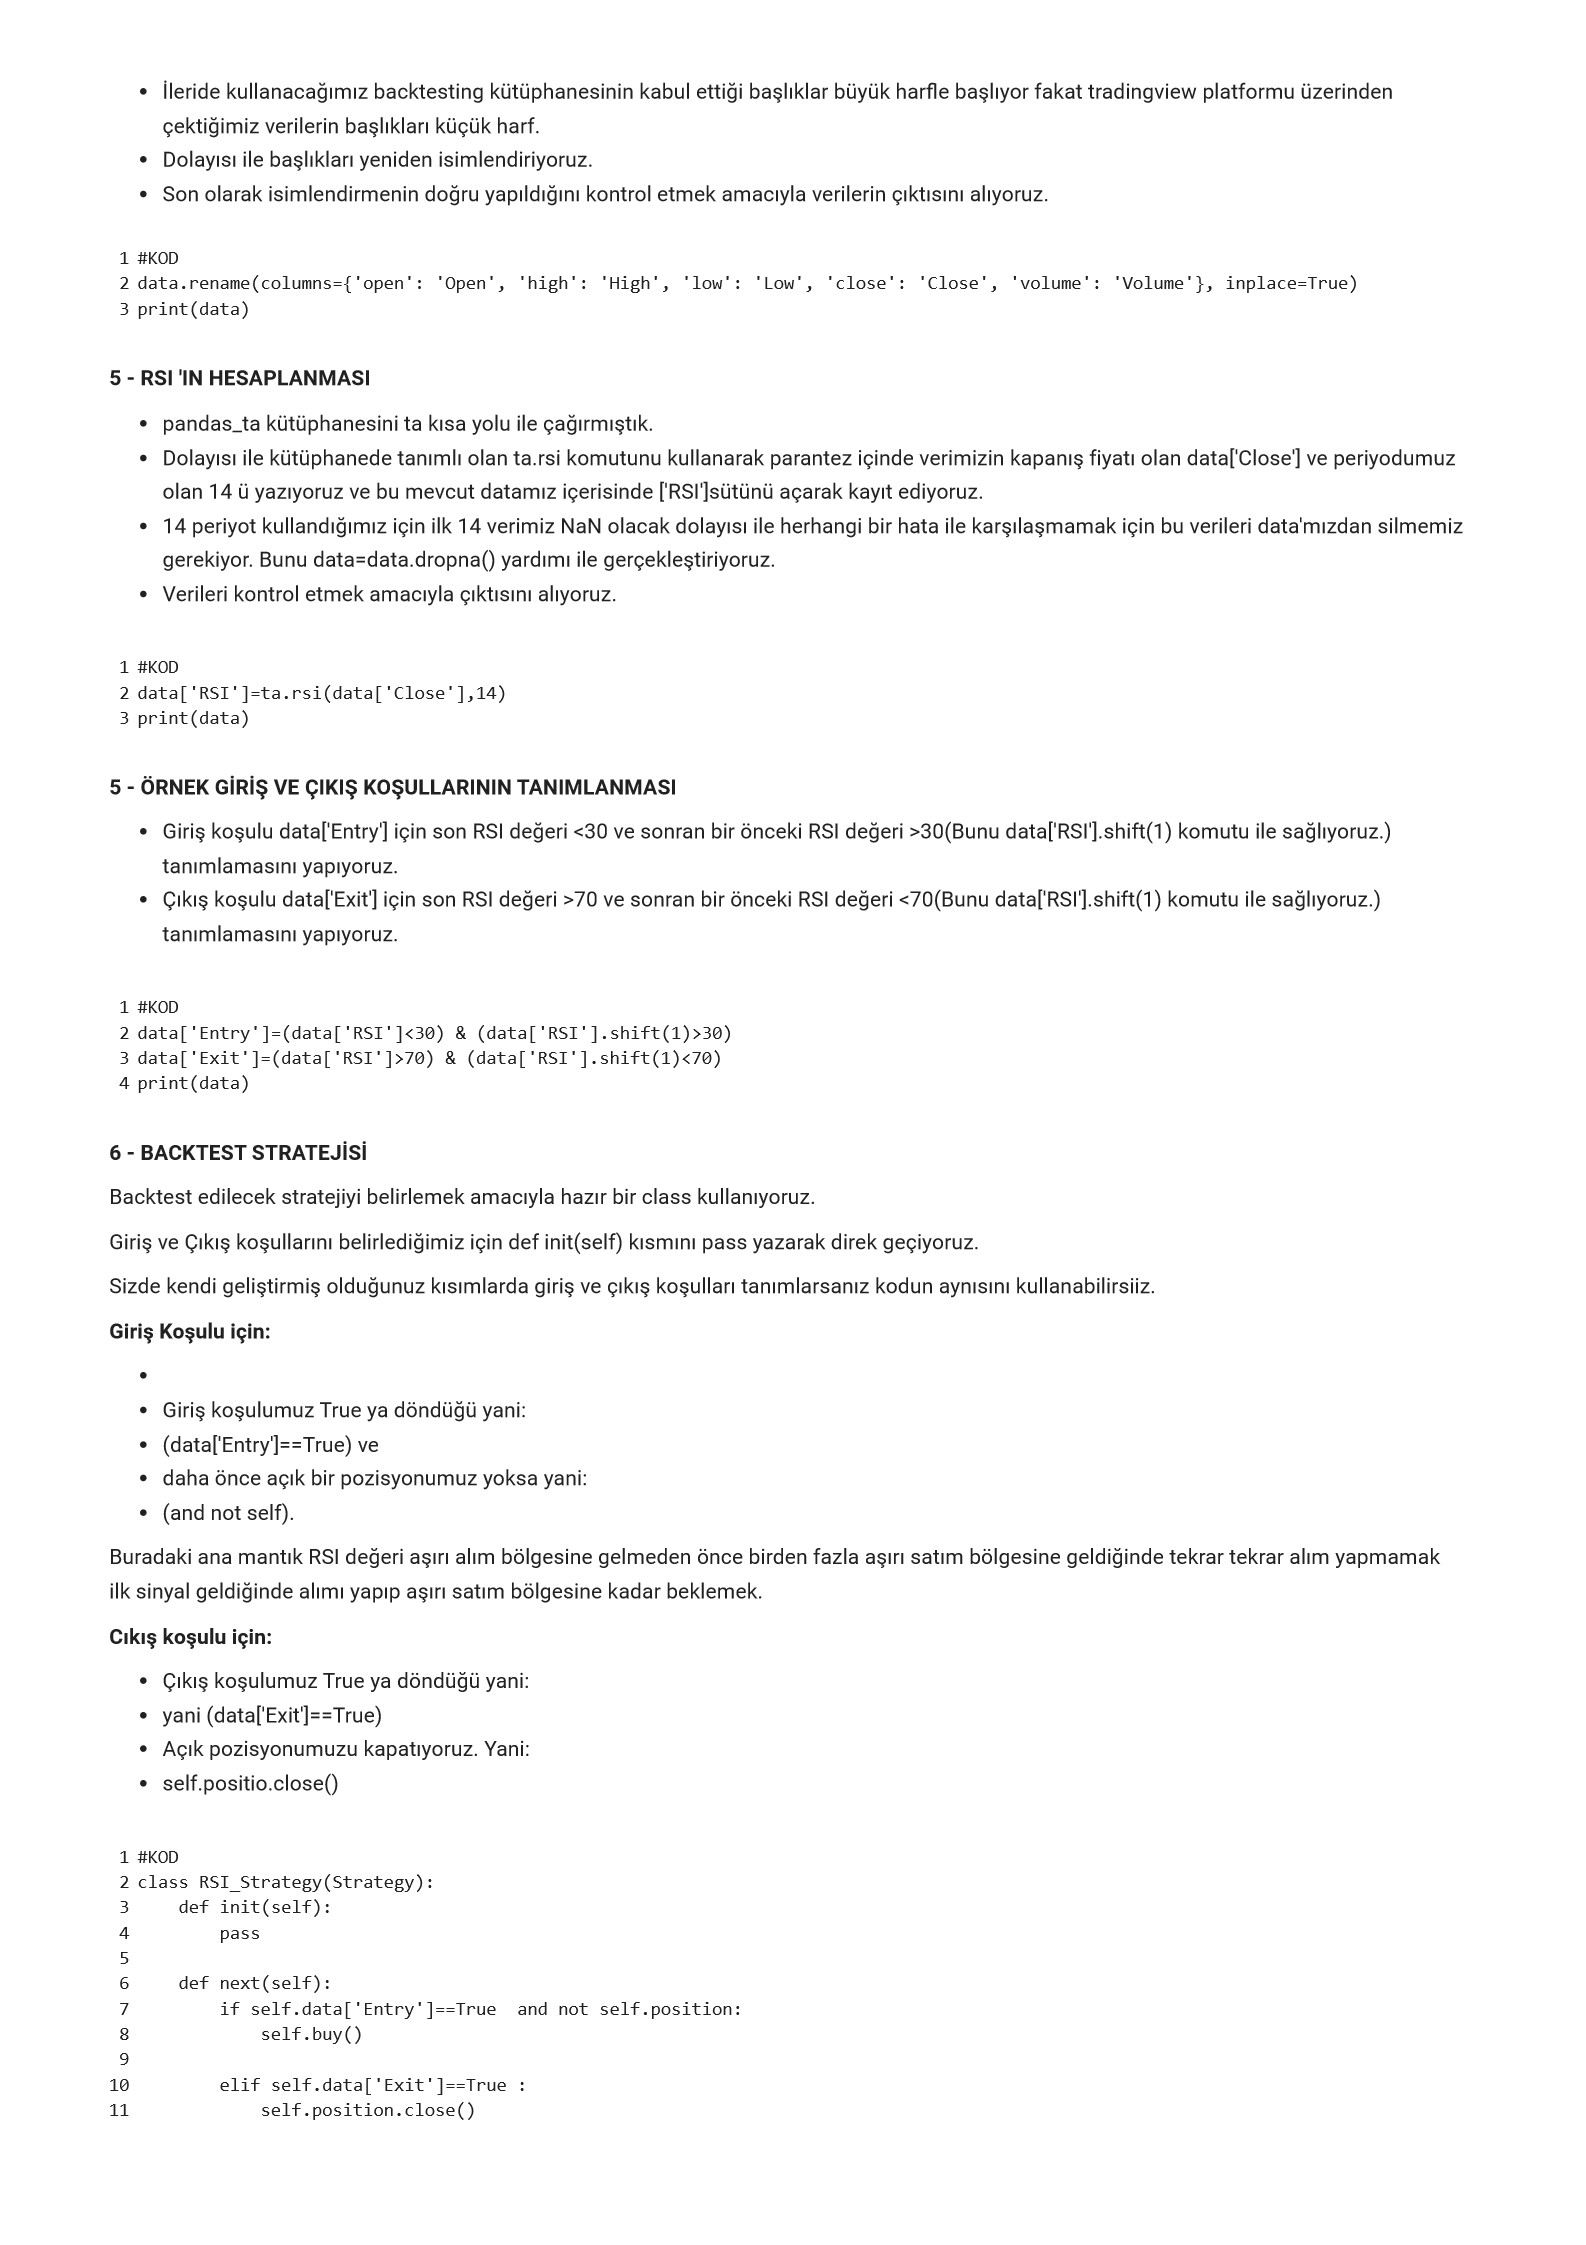 • İleride kullanacağımız backtesting kütüphanesinin kabul ettiği başlıklar büyük harfle başlıyor fakat tradingview platformu üzerinden
çektiğimiz verilerin başlıkları küçük harf.
• Dolayısı ile başlıkları yeniden isimlendiriyoruz.
• Son olarak isimlendirmenin doğru yapıldığını kontrol etmek amacıyla verilerin çıktısını alıyoruz.
1 #KOD
2 data.rename(columns={'open': 'Open', 'high': 'High', 'low': 'Low', 'close': 'Close', 'volume': 'Volume'}, inplace=True)
3 print(data)
5 - RSI 'IN HESAPLANMASI
• pandas_ta kütüphanesini ta kısa yolu ile çağırmıştık.
• Dolayısı ile kütüphanede tanımlı olan ta.rsi komutunu kullanarak parantez içinde verimizin kapanış fiyatı olan data['Close'] ve periyodumuz
olan 14 ü yazıyoruz ve bu mevcut datamız içerisinde ['RSI']sütünü açarak kayıt ediyoruz.
• 14 periyot kullandığımız için ilk 14 verimiz NaN olacak dolayısı ile herhangi bir hata ile karşılaşmamak için bu verileri data'mızdan silmemiz
gerekiyor. Bunu data=data.dropna() yardımı ile gerçekleştiriyoruz.
• Verileri kontrol etmek amacıyla çıktısını alıyoruz.
1 #KOD
2 data['RSI']=ta.rsi(data['Close'],14)
3 print(data)
5 - ÖRNEK GİRİŞ VE ÇIKIŞ KOŞULLARININ TANIMLANMASI
• Giriş koşulu data['Entry'] için son RSI değeri <30 ve sonran bir önceki RSI değeri >30(Bunu data['RSI'].shift(1) komutu ile sağlıyoruz.)
tanımlamasını yapıyoruz.
• Çıkış koşulu data['Exit'] için son RSI değeri >70 ve sonran bir önceki RSI değeri <70(Bunu data['RSI'].shift(1) komutu ile sağlıyoruz.)
tanımlamasını yapıyoruz.
1 #KOD
2 data['Entry']=(data['RSI']<30) & (data['RSI'].shift(1)>30)
3 data['Exit']=(data['RSI']>70) & (data['RSI'].shift(1)<70)
4 print(data)
6 - BACKTEST STRATEJİSİ
Backtest edilecek stratejiyi belirlemek amacıyla hazır bir class kullanıyoruz.
Giriş ve Çıkış koşullarını belirlediğimiz için def init(self) kısmını pass yazarak direk geçiyoruz.
Sizde kendi geliştirmiş olduğunuz kısımlarda giriş ve çıkış koşulları tanımlarsanız kodun aynısını kullanabilirsiiz.
Giriş Koşulu için:
•
• Giriş koşulumuz True ya döndüğü yani:
• (data['Entry']==True) ve
• daha önce açık bir pozisyonumuz yoksa yani:
• (and not self).
Buradaki ana mantık RSI değeri aşırı alım bölgesine gelmeden önce birden fazla aşırı satım bölgesine geldiğinde tekrar tekrar alım yapmamak
ilk sinyal geldiğinde alımı yapıp aşırı satım bölgesine kadar beklemek.
Cıkış koşulu için:
• Çıkış koşulumuz True ya döndüğü yani:
• yani (data['Exit']==True)
• Açık pozisyonumuzu kapatıyoruz. Yani:
• self.positio.close()
1 #KOD
2 class RSI_Strategy(Strategy):
3     def init(self):
4         pass
5
6     def next(self):
7         if self.data['Entry']==True  and not self.position:
8             self.buy()
9
10         elif self.data['Exit']==True :
11             self.position.close()